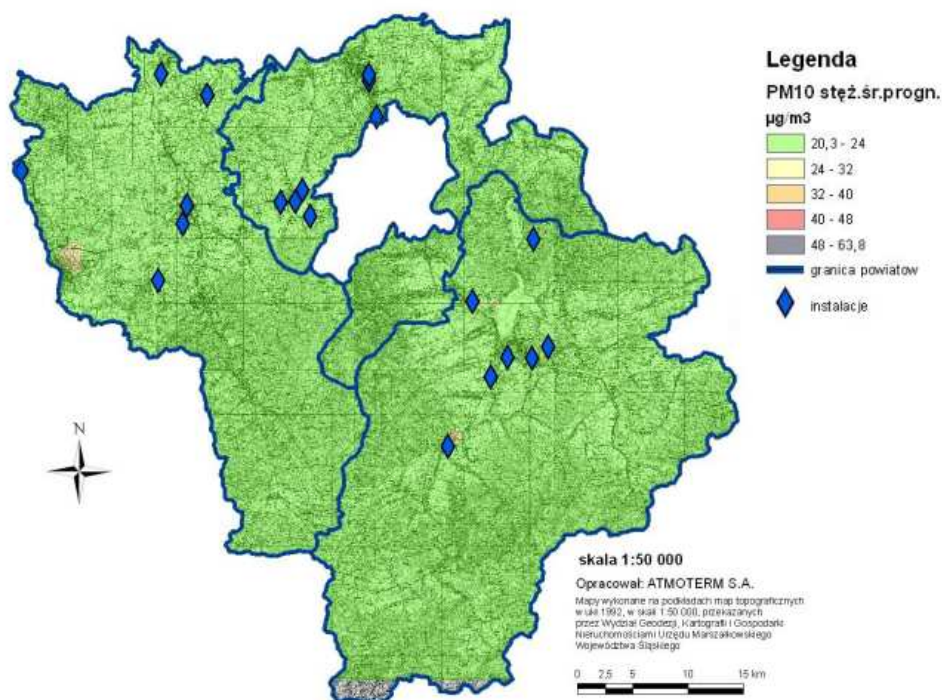 Legenda
PM10 stęż.śr.progn.
µg/m3
20,3 - 24
24 - 32
32 - 40
40 - 48
48 - 63,8
granica powiatow
instalacje
N
skala 1:50 000
Opracował: ATMOTERM S.A.
Mapy wykonane na podkładach map topograficznych
w ukł 1992, w skali 1:50 000, przekazanych
przez Wydział Geodezji, Kartografii i Gospodarki
Nieruchomościami Urzędu Marszałkowskiego
Województwa Śląskiego
0 2,5 5 10 15 km